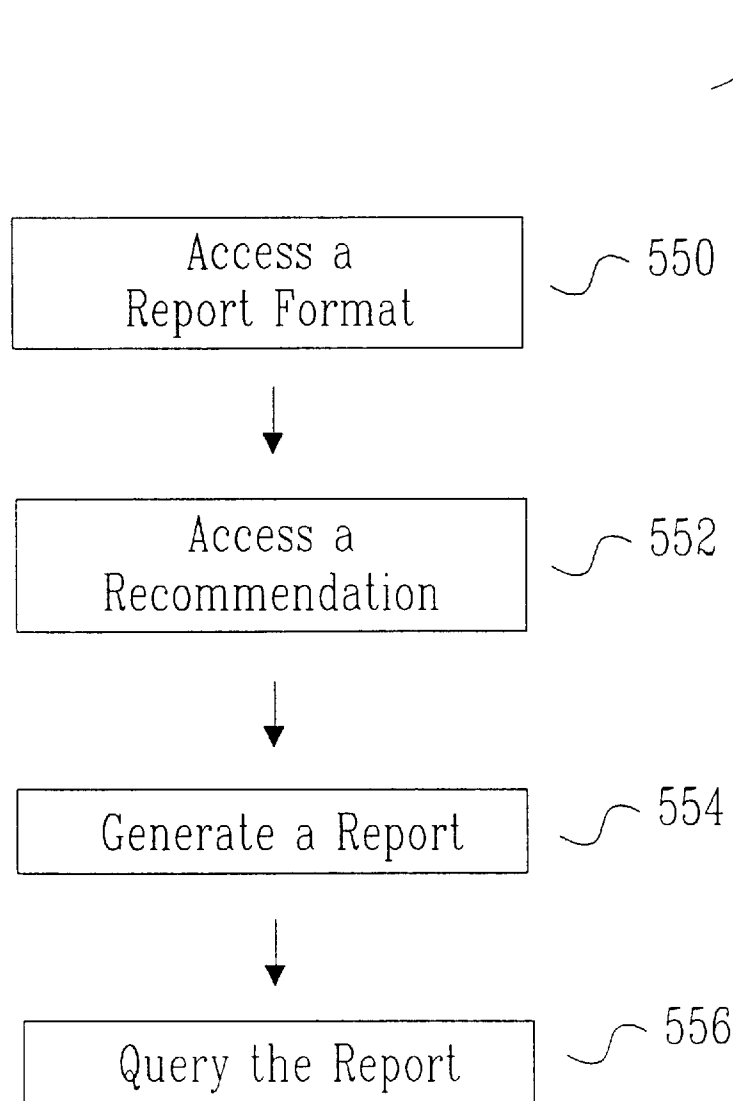 Access a
Report Format
550
Access a
Recommendation
552
Generate a Report
554
Query the Report
556